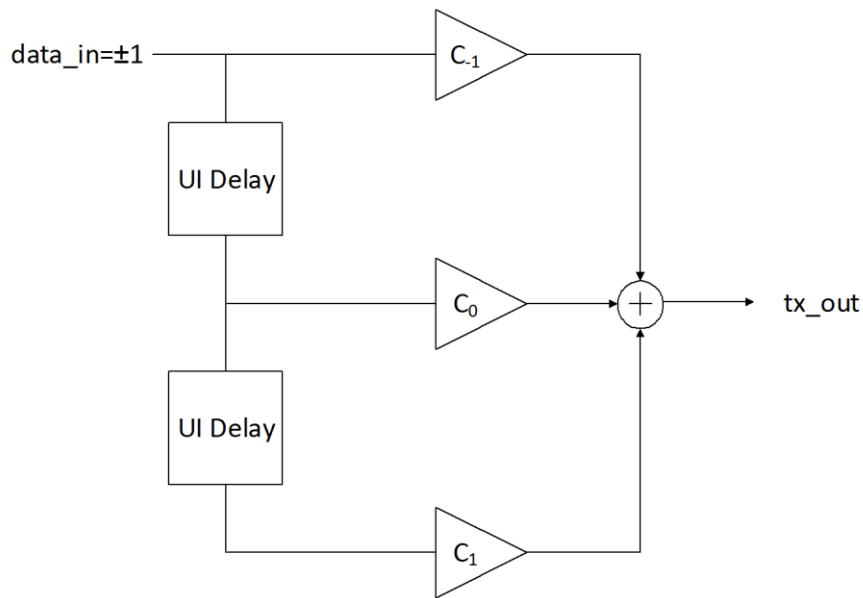 data_in=±1
C₋₁
UI Delay
C₀
+
tx_out
UI Delay
C₁